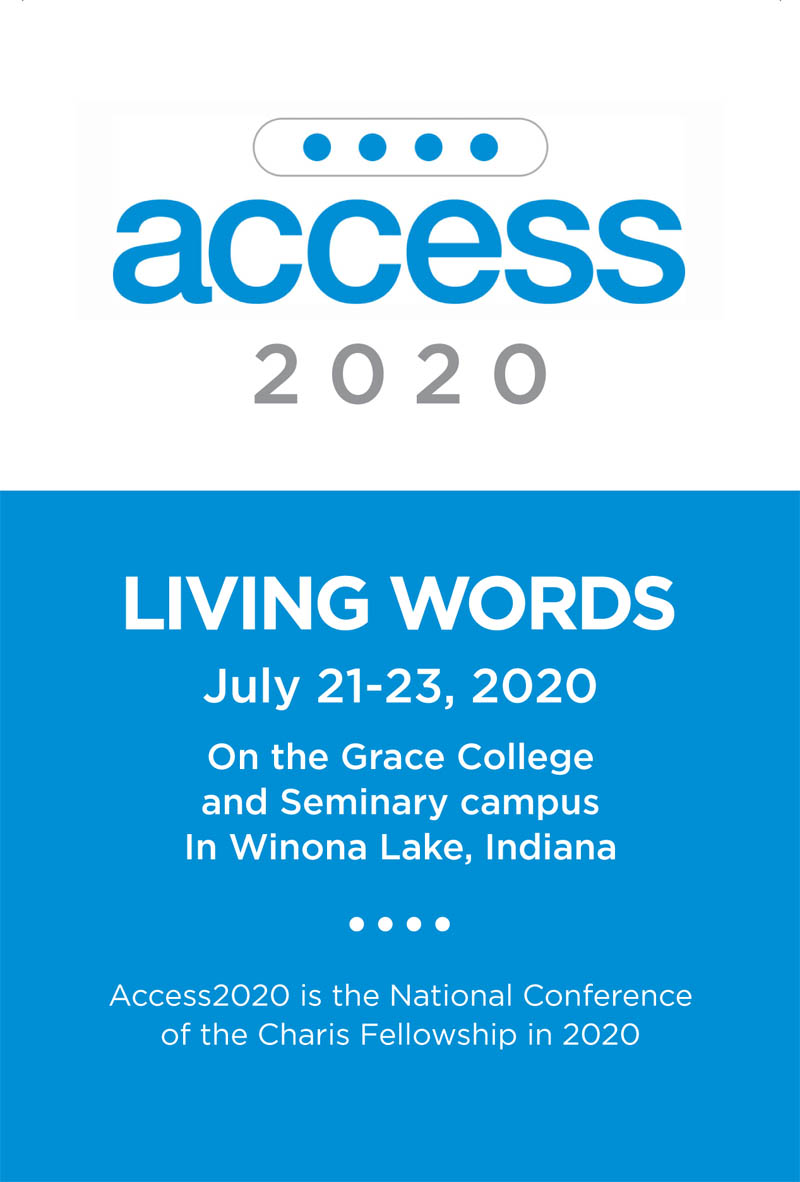 access
2020
LIVING WORDS
July 21-23, 2020
On the Grace College
and Seminary campus
In Winona Lake, Indiana
Access2020 is the National Conference
of the Charis Fellowship in 2020